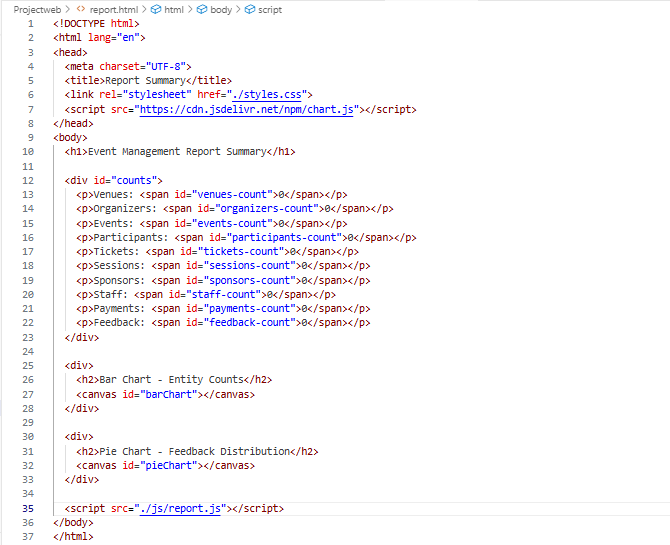 Projectweb > report.html > html > body > script
1 <!DOCTYPE html>
2 <html lang="en">
3 <head>
4 <meta charset="UTF-8">
5 <title>Report Summary</title>
6 <link rel="stylesheet" href="./styles.css">
7 <script src="https://cdn.jsdelivr.net/npm/chart.js"></script>
8 </head>
9 <body>
10 <h1>Event Management Report Summary</h1>
11
12 <div id="counts">
13 <p>Venues: <span id="venues-count">0</span></p>
14 <p>Organizers: <span id="organizers-count">0</span></p>
15 <p>Events: <span id="events-count">0</span></p>
16 <p>Participants: <span id="participants-count">0</span></p>
17 <p>Tickets: <span id="tickets-count">0</span></p>
18 <p>Sessions: <span id="sessions-count">0</span></p>
19 <p>Sponsors: <span id="sponsors-count">0</span></p>
20 <p>Staff: <span id="staff-count">0</span></p>
21 <p>Payments: <span id="payments-count">0</span></p>
22 <p>Feedback: <span id="feedback-count">0</span></p>
23 </div>
24
25 <div>
26 <h2>Bar Chart - Entity Counts</h2>
27 <canvas id="barChart"></canvas>
28 </div>
29
30 <div>
31 <h2>Pie Chart - Feedback Distribution</h2>
32 <canvas id="pieChart"></canvas>
33 </div>
34
35 <script src="./js/report.js"></script>
36 </body>
37 </html>